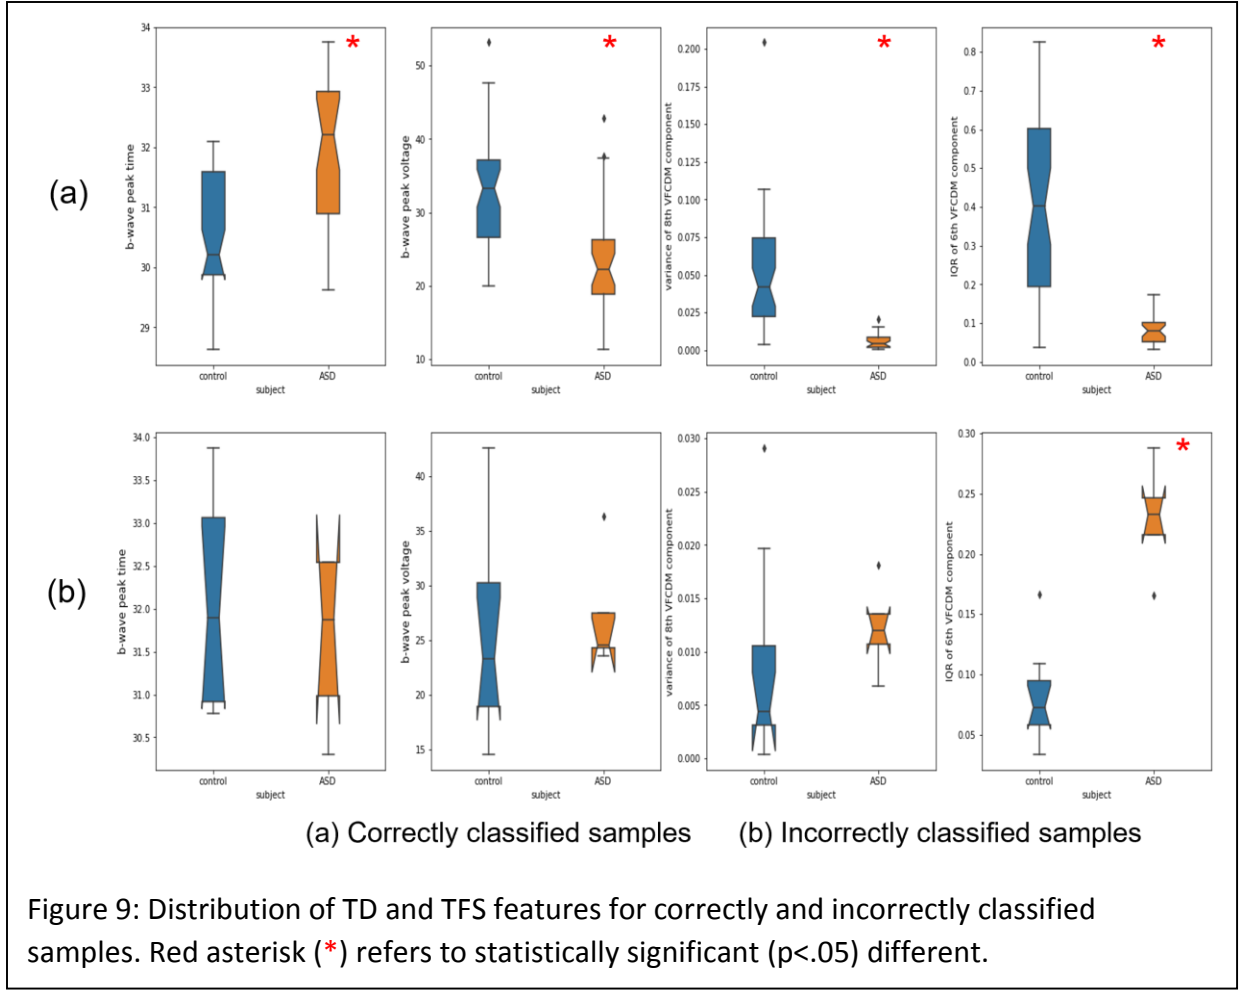 (a)
b-wave peak time
34
33
32
31
30
29
control
ASD
subject
*
b-wave peak voltage
50
40
30
20
10
control
ASD
subject
*
variance of 8th VFCDM component
0.200
0.175
0.150
0.125
0.100
0.075
0.050
0.025
0.000
control
ASD
subject
*
IQR of 6th VFCDM component
0.8
0.7
0.6
0.5
0.4
0.3
0.2
0.1
0.0
control
ASD
subject
*
(b)
b-wave peak time
34.0
33.5
33.0
32.5
32.0
31.5
31.0
30.5
control
ASD
subject
b-wave peak voltage
40
35
30
25
20
15
control
ASD
subject
variance of 8th VFCDM component
0.030
0.025
0.020
0.015
0.010
0.005
0.000
control
ASD
subject
IQR of 6th VFCDM component
0.30
0.25
0.20
0.15
0.10
0.05
control
ASD
subject
*
(a) Correctly classified samples (b) Incorrectly classified samples
Figure 9: Distribution of TD and TFS features for correctly and incorrectly classified
samples. Red asterisk (*) refers to statistically significant (p<.05) different.